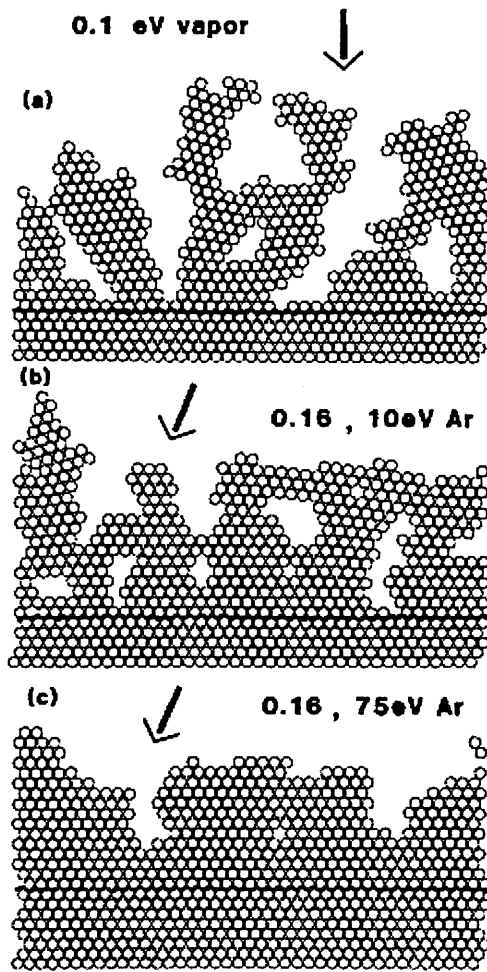 0.1 eV vapor
(a)
(b)
0.16 , 10eV Ar
(c)
0.16 , 75eV Ar